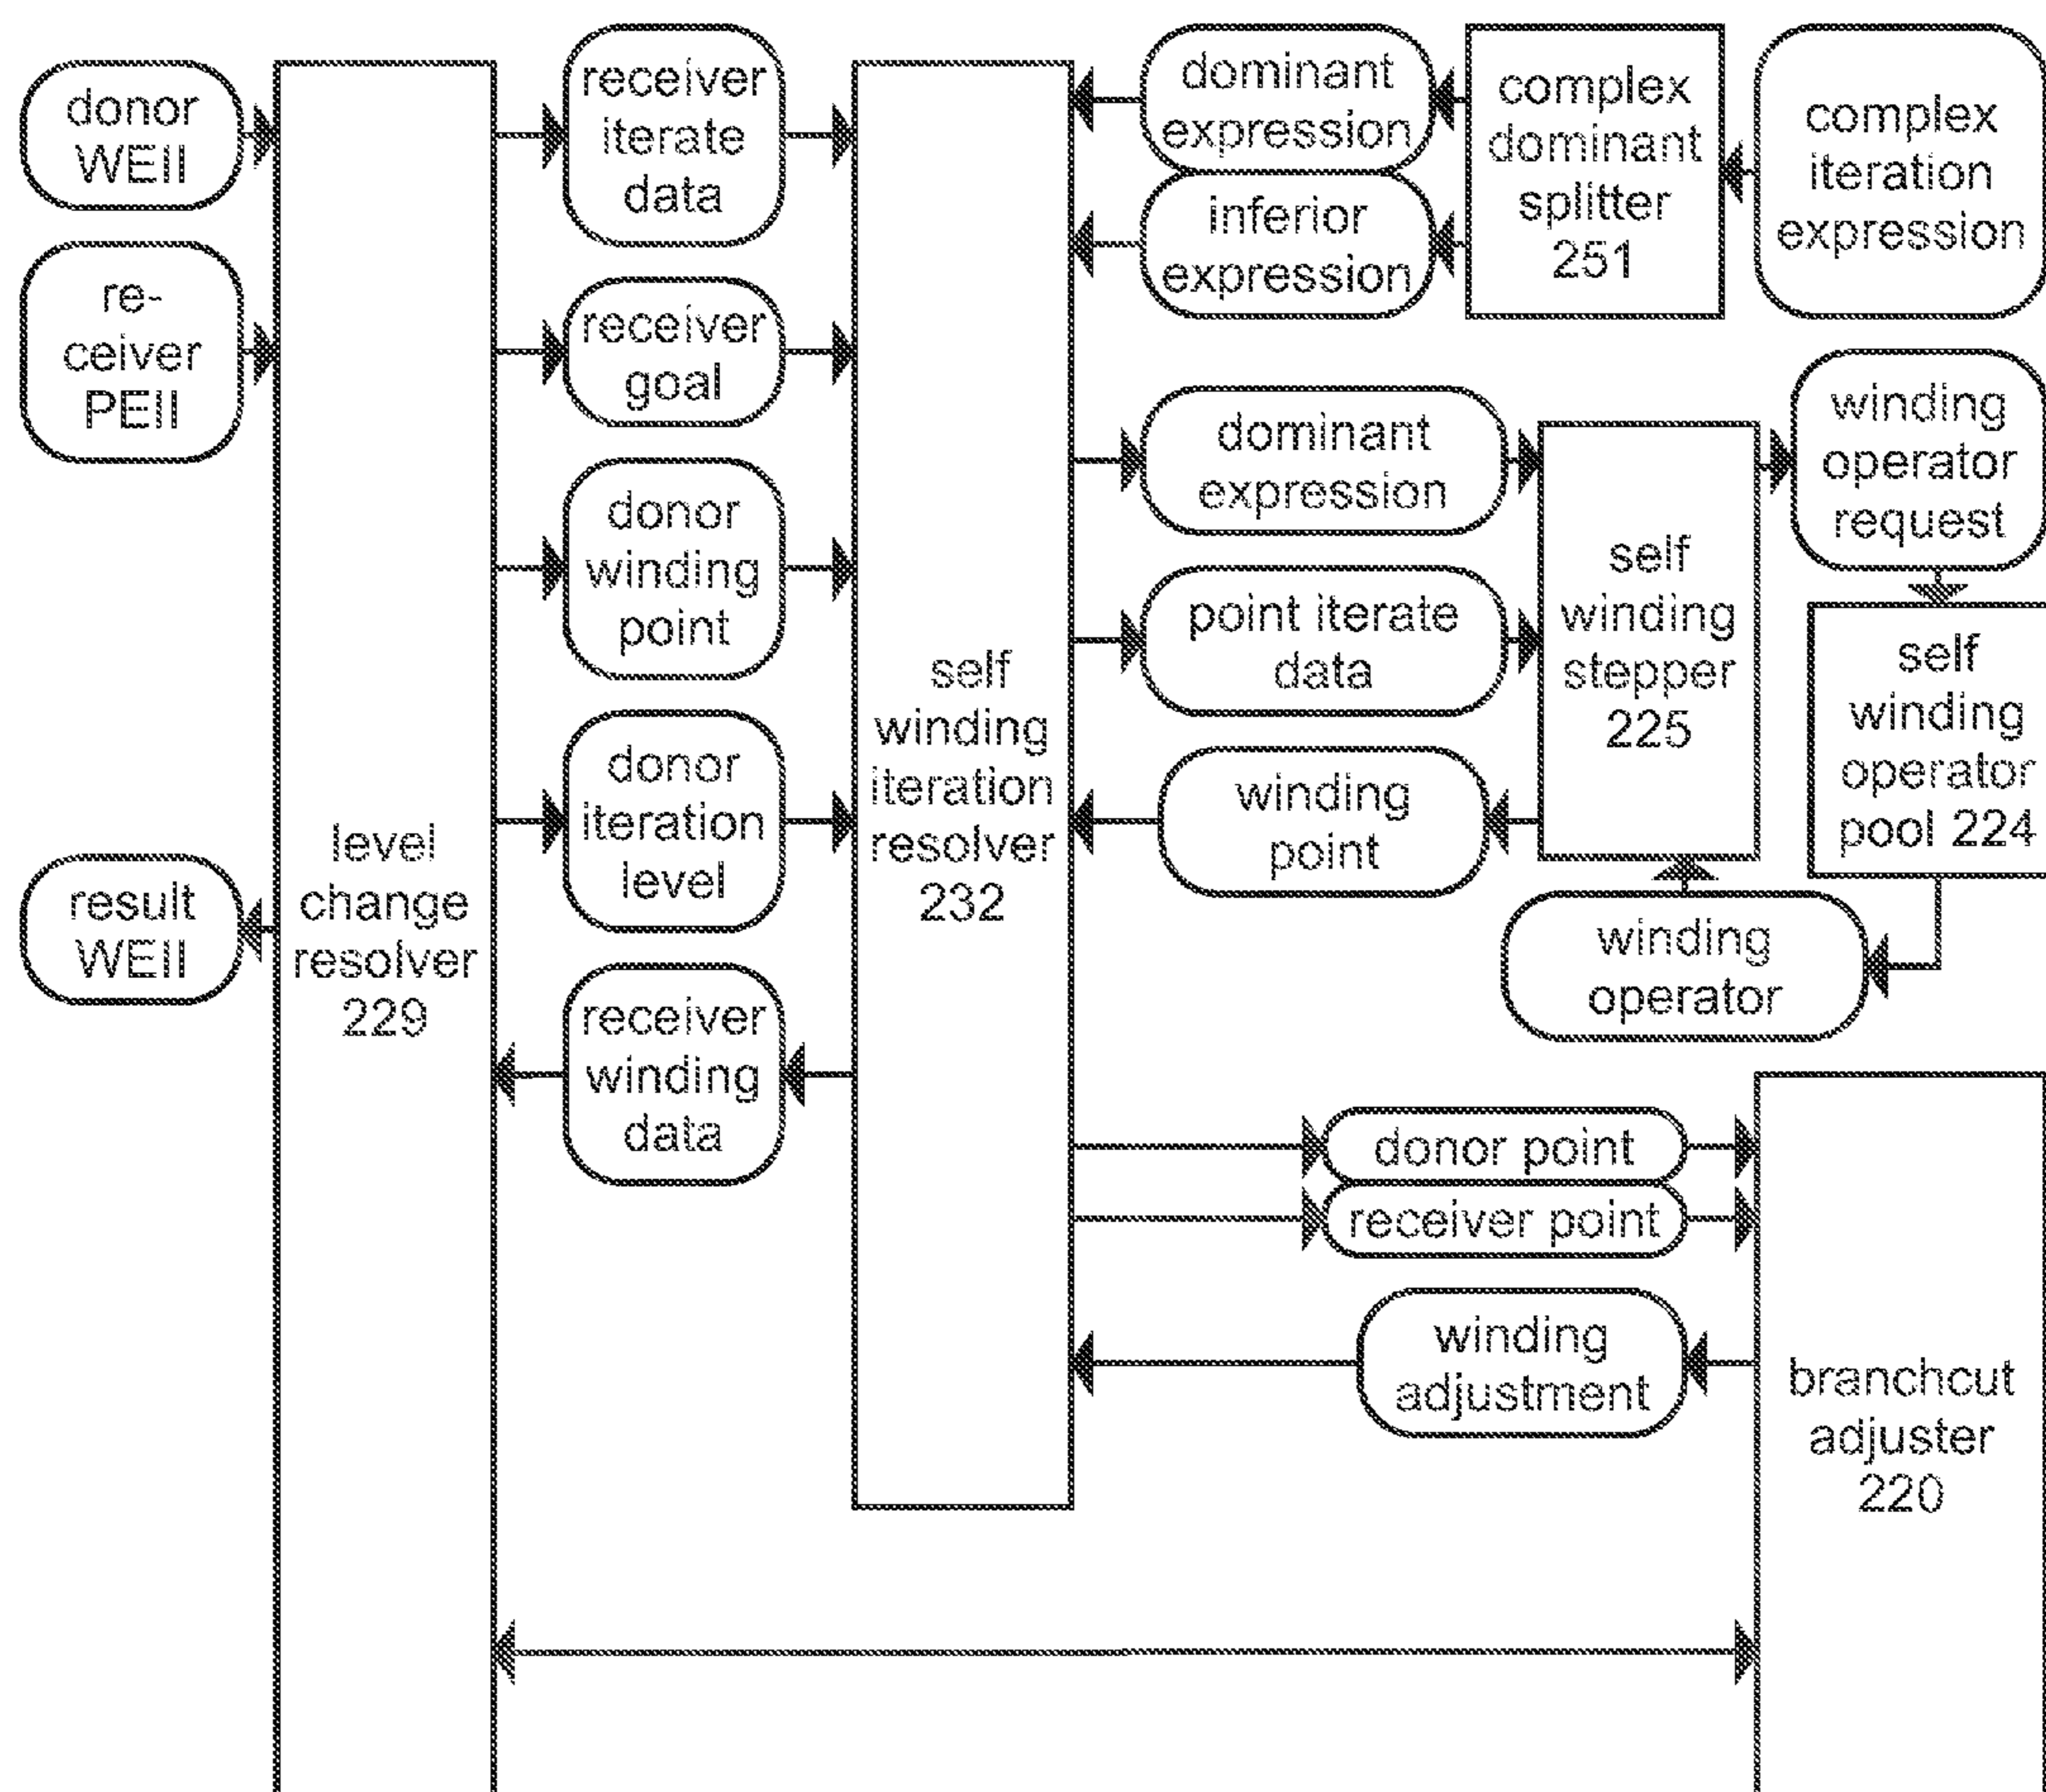 donor
WEII
re-
ceiver
PEII
result
WEII
level
change
resolver
229
receiver
iterate
data
receiver
goal
donor
winding
point
donor
iteration
level
receiver
winding
data
self
winding
iteration
resolver
232
dominant
expression
inferior
expression
complex
dominant
splitter
251
complex
iteration
expression
dominant
expression
point iterate
data
winding
point
self
winding
stepper
225
winding
operator
request
self
winding
operator
pool 224
winding
operator
donor point
receiver point
winding
adjustment
branchcut
adjuster
220